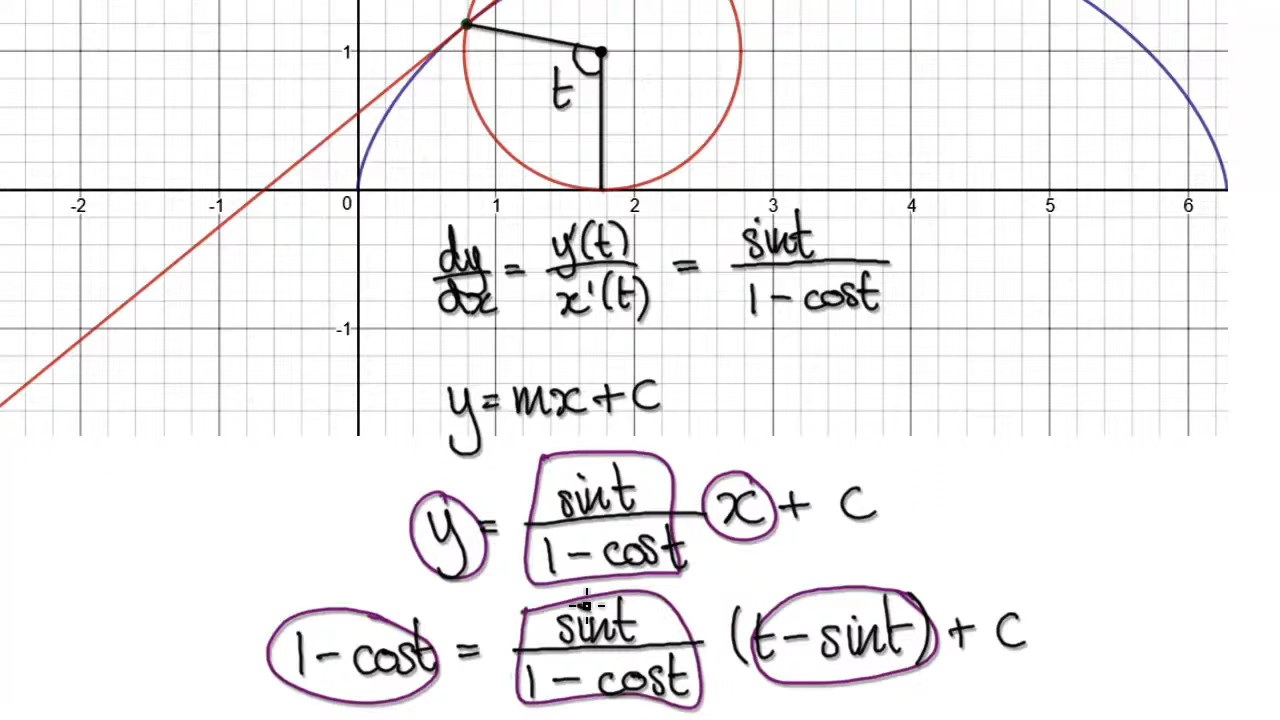 1
t
-2 -1 0 1 2 3 4 5 6
dy/dx = y'(t)/x'(t) = sint/1-cost
-1
y=mx+c
y = sint/1-cost x + c
1-cost = sint/1-cost (t-sint) + c